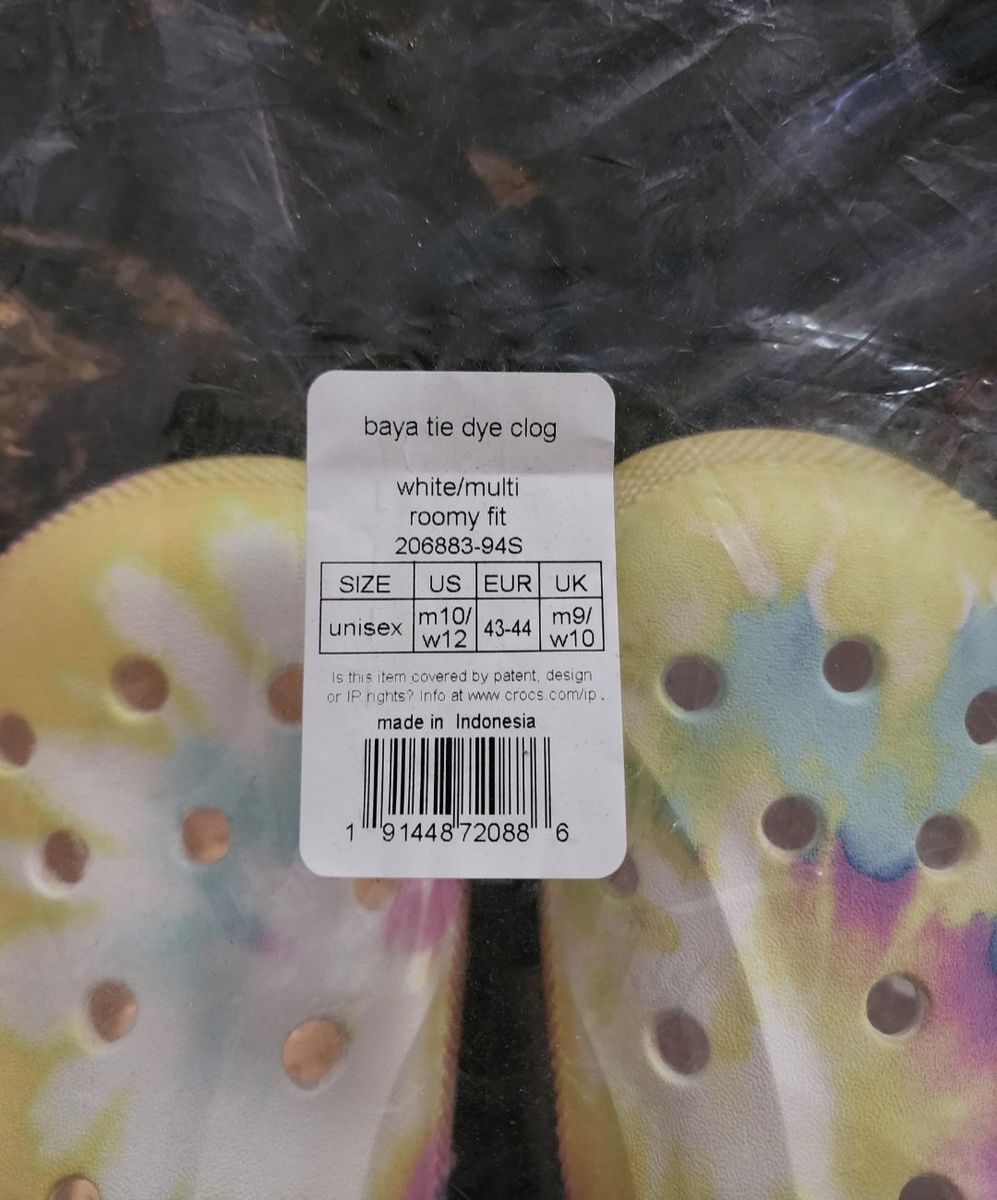 baya tie dye clog
white/multi
roomy fit
206883-94S
SIZE US EUR UK
unisex m10/ w12 43-44 m9/ w10
Is this item covered by patent, design
or IP rights? Info at www.crocs.com/ip .
made in Indonesia
1 91448 72088 6